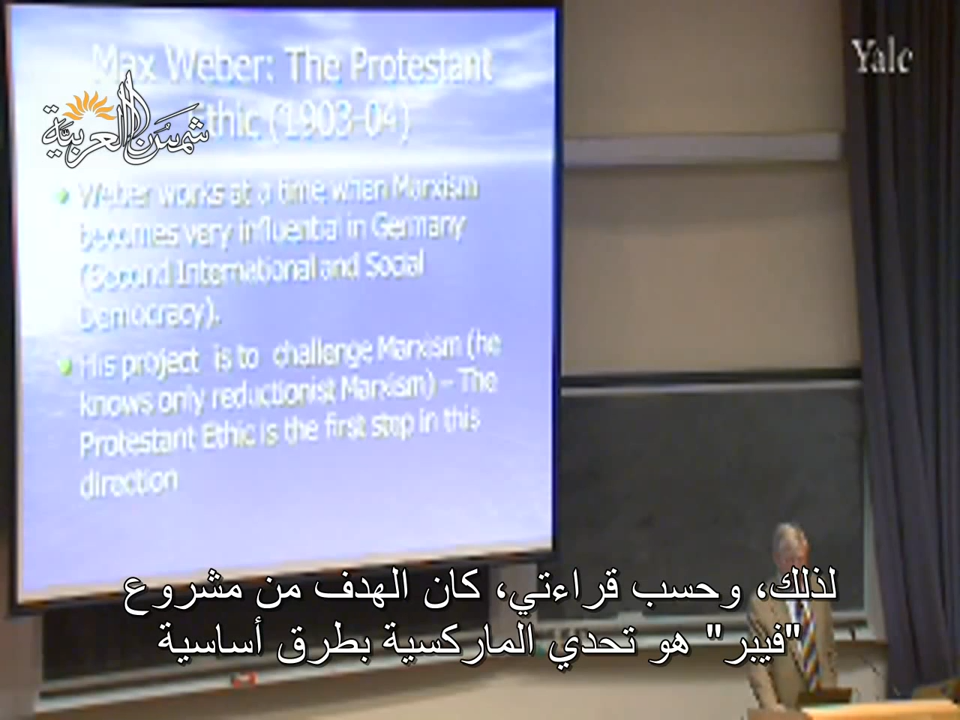 Max Weber: The Protestant
Ethic (1903-04)
Yale
شمس العربية
Weber works at a time when Marxism
becomes very influential in Germany
(Second International and Social
Democracy).
His project is to challenge Marxism (he
knows only reductionist Marxism) – The
Protestant Ethic is the first step in this
direction
لذلك، وحسب قراءتي، كان الهدف من مشروع
"فيبر" هو تحدي الماركسية بطرق أساسية